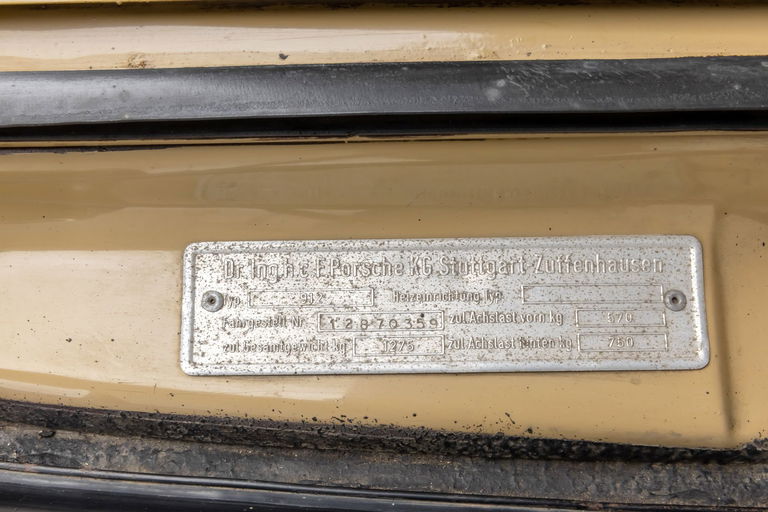 Dr. Ing. h.c. F. Porsche KG. Stuttgart-Zuffenhausen
Typ 912 Heizeinrichtung Typ
Fahrgestell Nr. 12870359 zul. Achslast vorn kg 570
zul. Gesamtgewicht kg 1275 zul. Achslast hinten kg 750